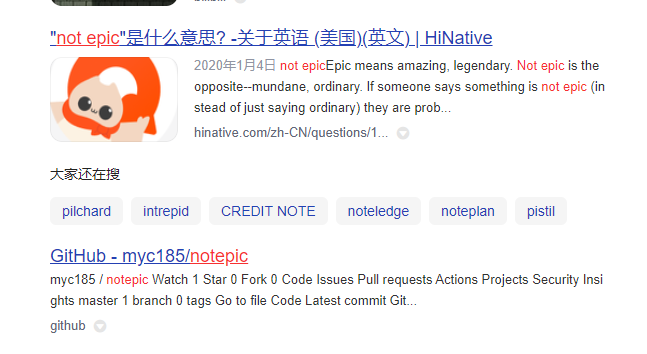 "not epic"是什么意思? -关于英语 (美国)(英文) | HiNative
2020年1月4日 not epicEpic means amazing, legendary. Not epic is the
opposite--mundane, ordinary. If someone says something is not epic (in
stead of just saying ordinary) they are prob...
hinative.com/zh-CN/questions/1...
大家还在搜
pilchard intrepid CREDIT NOTE noteledge noteplan pistil
GitHub - myc185/notepic
myc185 / notepic Watch 1 Star 0 Fork 0 Code Issues Pull requests Actions Projects Security Insi
ghts master 1 branch 0 tags Go to file Code Latest commit Git...
github